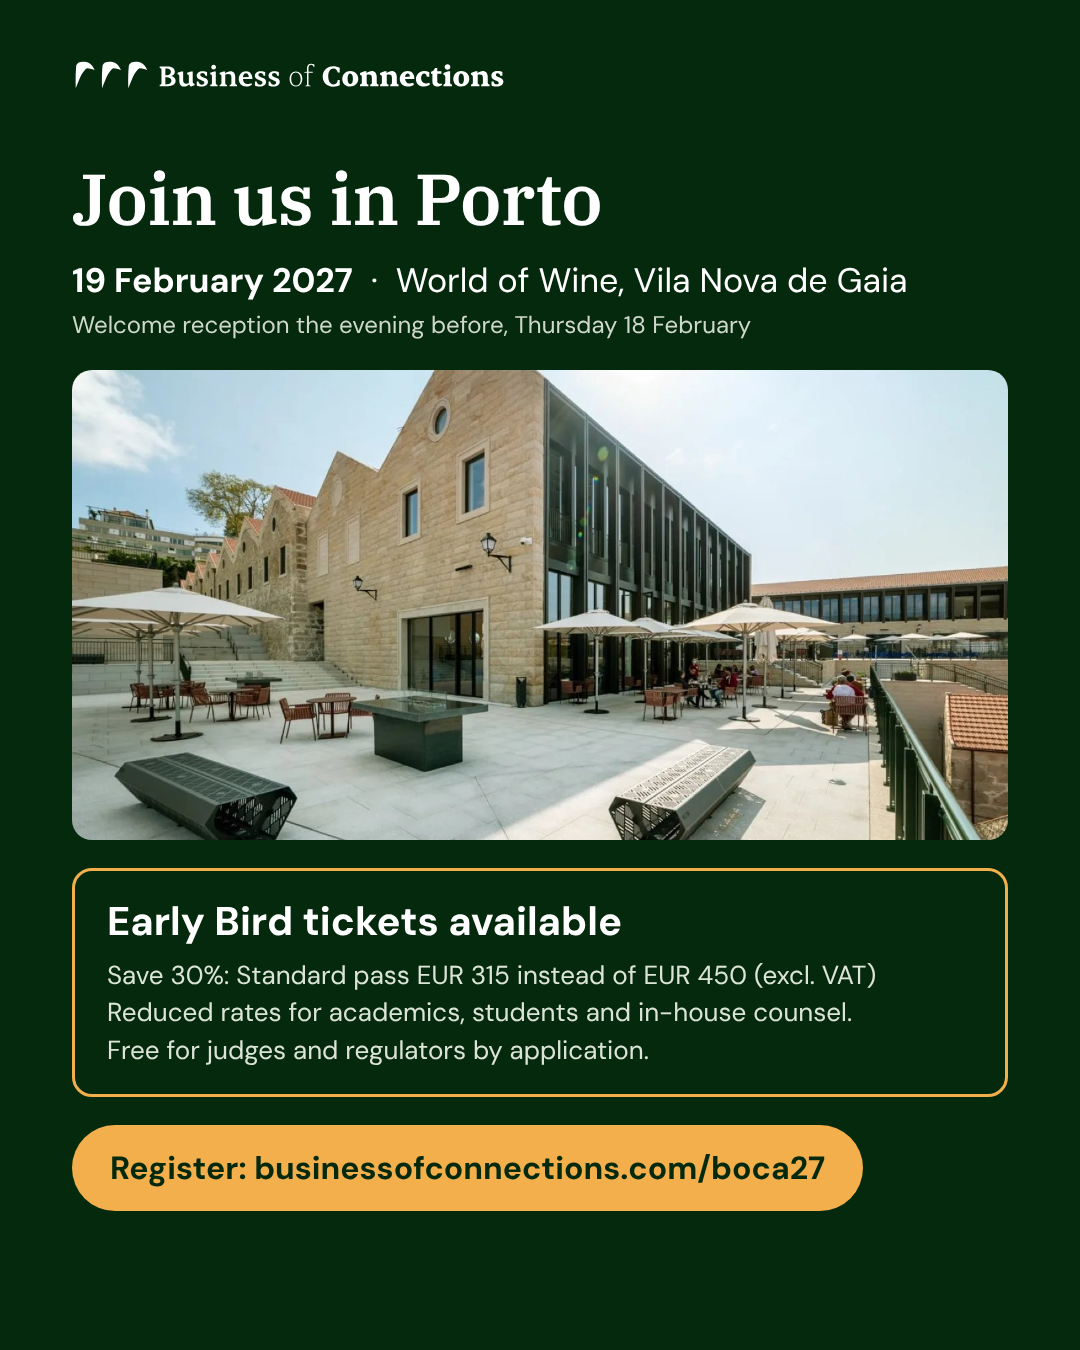 Business of Connections
Join us in Porto
19 February 2027 · World of Wine, Vila Nova de Gaia
Welcome reception the evening before, Thursday 18 February
Early Bird tickets available
Save 30%: Standard pass EUR 315 instead of EUR 450 (excl. VAT)
Reduced rates for academics, students and in-house counsel.
Free for judges and regulators by application.
Register: businessofconnections.com/boca27